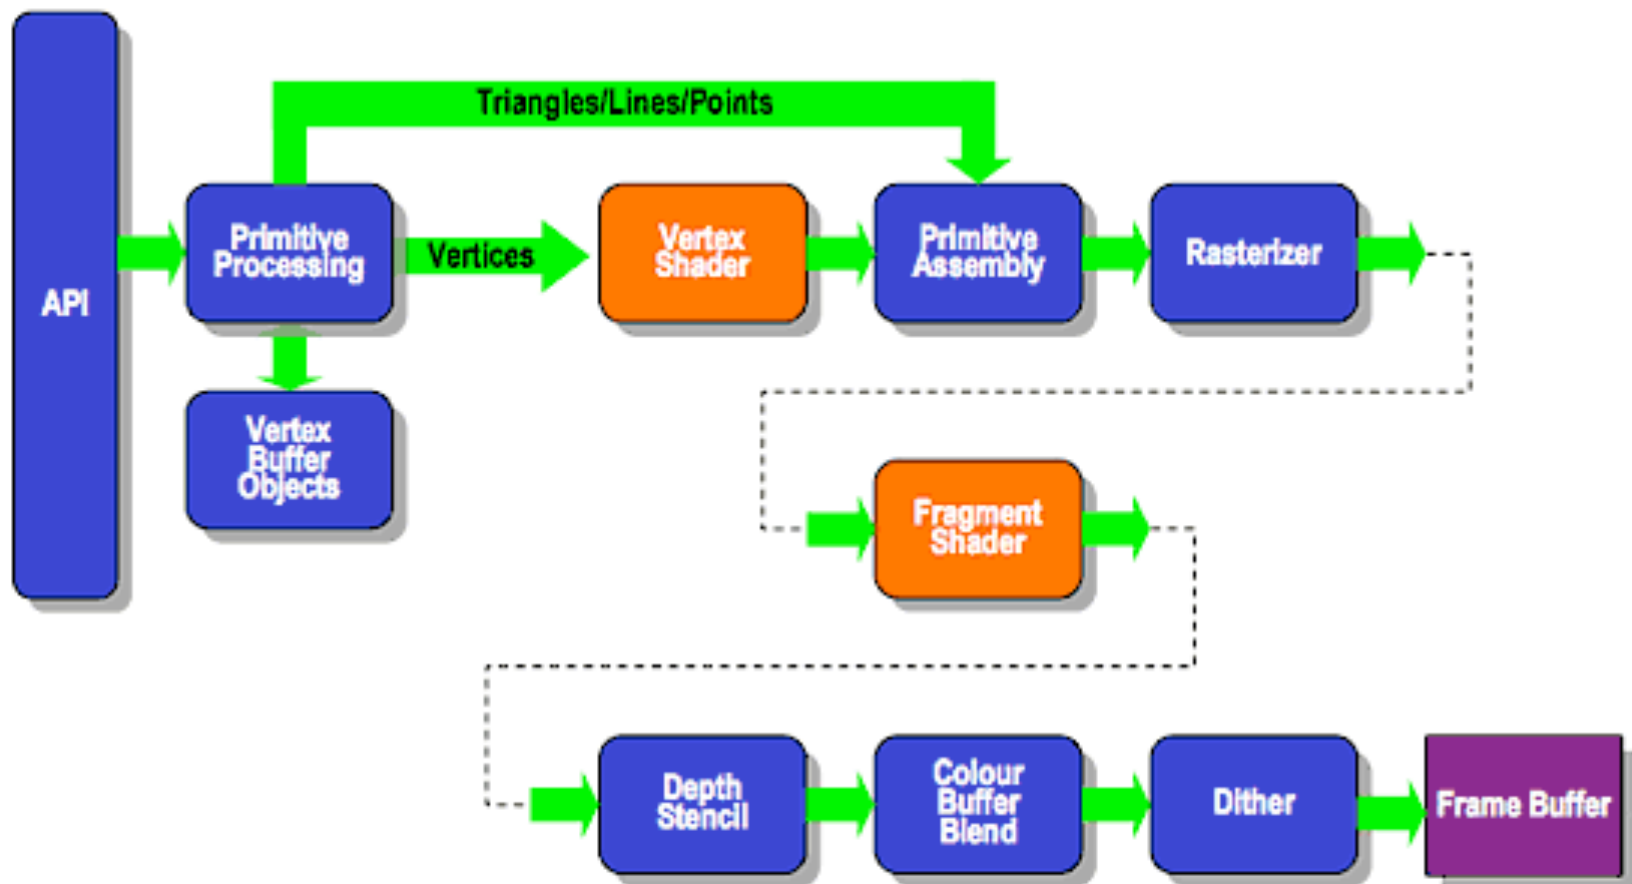 Triangles/Lines/Points
API
Primitive
Processing
Vertices
Vertex
Shader
Primitive
Assembly
Rasterizer
Vertex
Buffer
Objects
Fragment
Shader
Depth
Stencil
Colour
Buffer
Blend
Dither
Frame Buffer